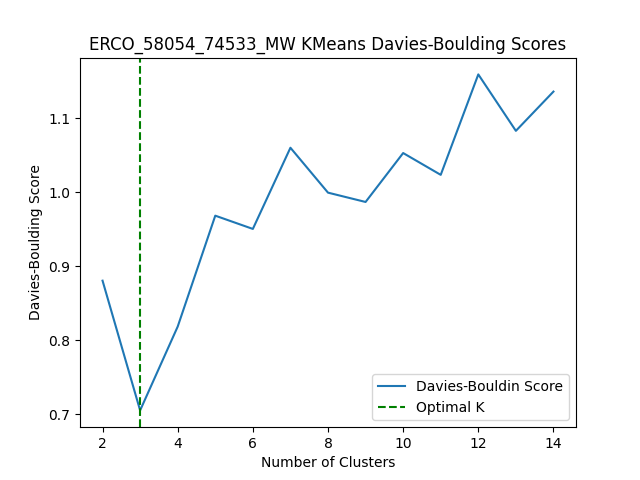 ERCO_58054_74533_MW KMeans Davies-Boulding Scores
Davies-Boulding Score
1.1
1.0
0.9
0.8
0.7
Davies-Bouldin Score
Optimal K
2 4 6 8 10 12 14
Number of Clusters